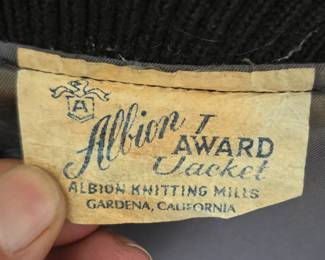 A
Albion
AWARD
Jacket
ALBION KNITTING MILLS
GARDENA, CALIFORNIA